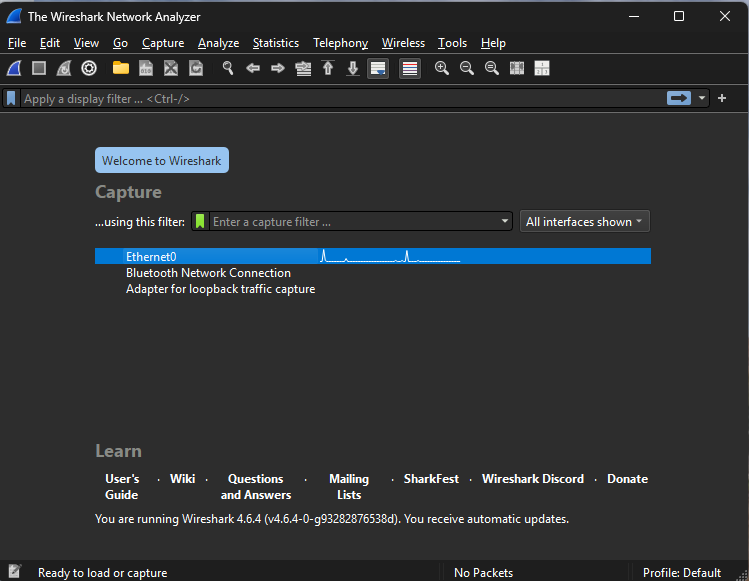 The Wireshark Network Analyzer
File Edit View Go Capture Analyze Statistics Telephony Wireless Tools Help
Apply a display filter ... <Ctrl-/>
Welcome to Wireshark
Capture
...using this filter: Enter a capture filter ... All interfaces shown
Ethernet0
Bluetooth Network Connection
Adapter for loopback traffic capture
Learn
User's Guide · Wiki · Questions and Answers · Mailing Lists · SharkFest · Wireshark Discord · Donate
You are running Wireshark 4.6.4 (v4.6.4-0-g93282876538d). You receive automatic updates.
Ready to load or capture No Packets Profile: Default